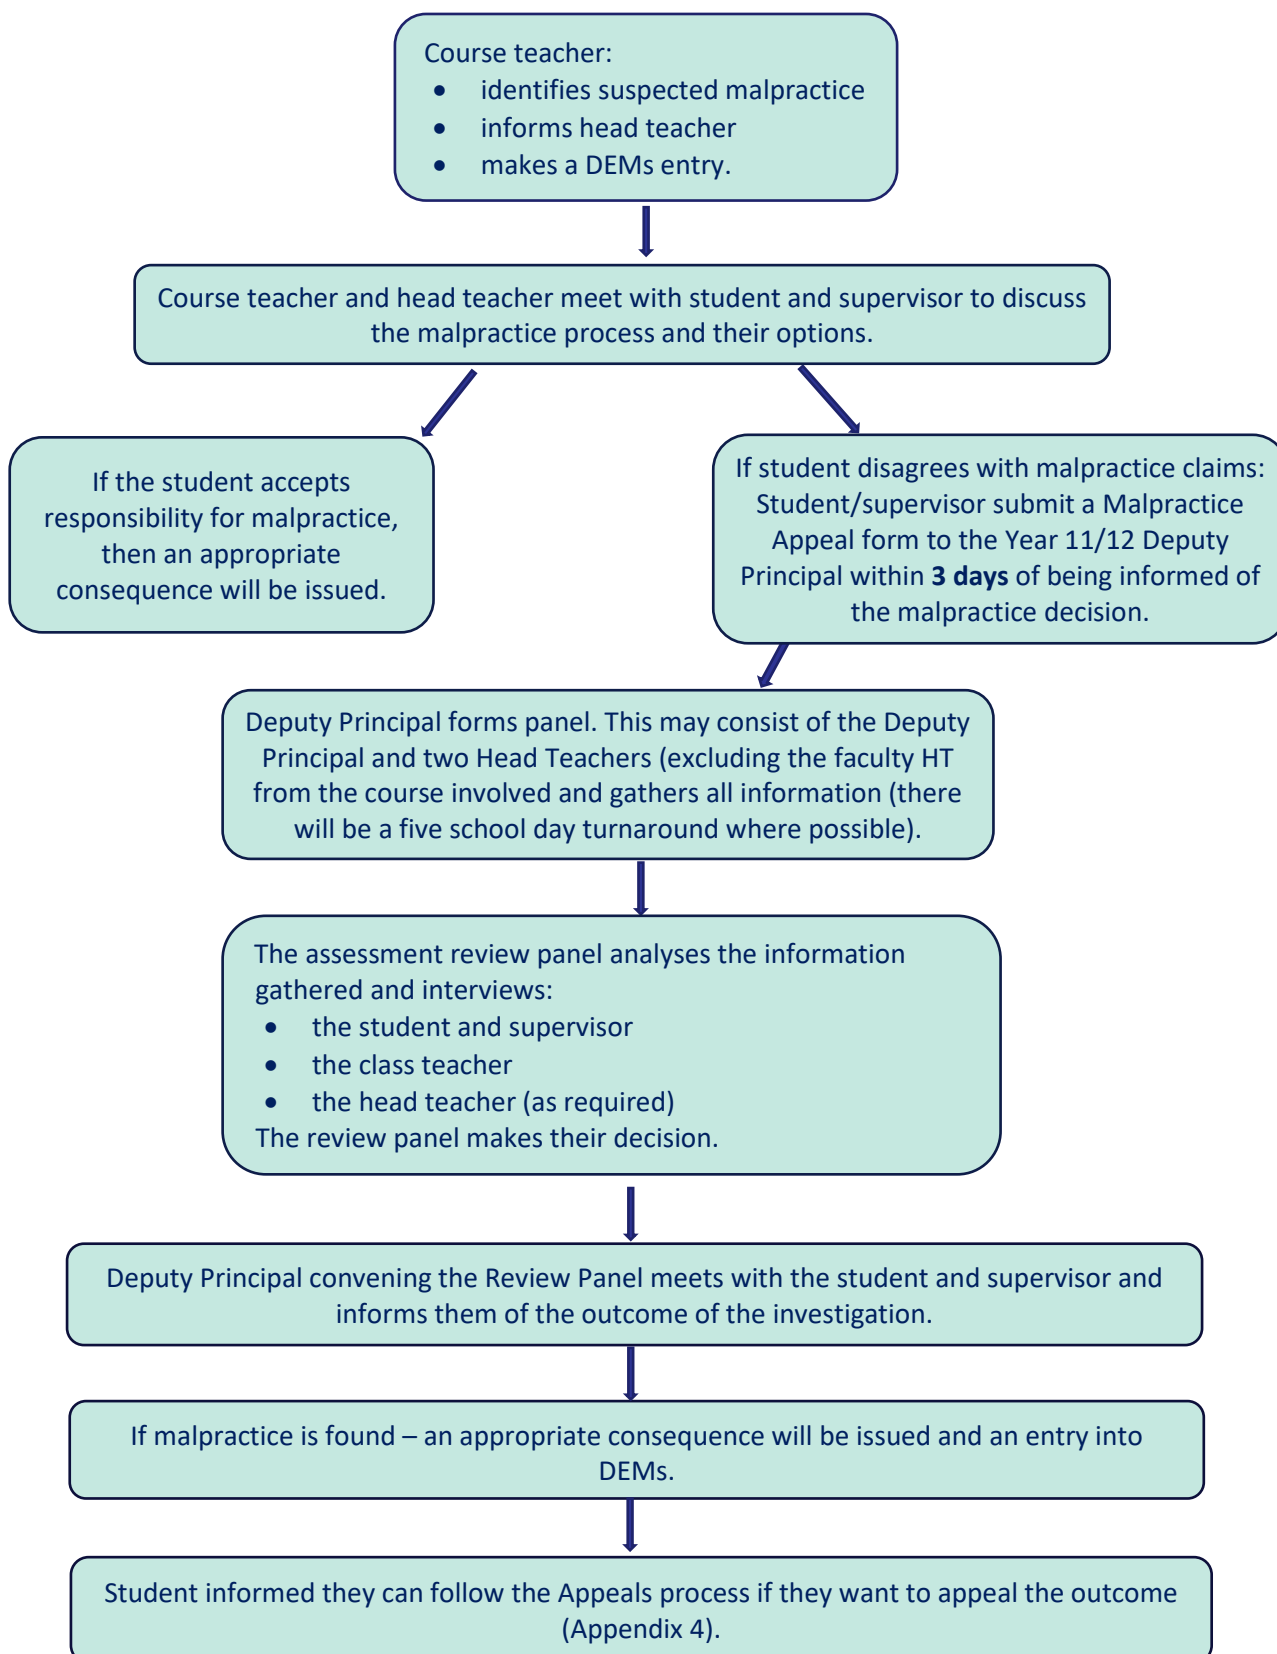 Course teacher:
• identifies suspected malpractice
• informs head teacher
• makes a DEMs entry.
Course teacher and head teacher meet with student and supervisor to discuss
the malpractice process and their options.
If the student accepts
responsibility for malpractice,
then an appropriate
consequence will be issued.
If student disagrees with malpractice claims:
Student/supervisor submit a Malpractice
Appeal form to the Year 11/12 Deputy
Principal within 3 days of being informed of
the malpractice decision.
Deputy Principal forms panel. This may consist of the Deputy
Principal and two Head Teachers (excluding the faculty HT
from the course involved and gathers all information (there
will be a five school day turnaround where possible).
The assessment review panel analyses the information
gathered and interviews:
• the student and supervisor
• the class teacher
• the head teacher (as required)
The review panel makes their decision.
Deputy Principal convening the Review Panel meets with the student and supervisor and
informs them of the outcome of the investigation.
If malpractice is found – an appropriate consequence will be issued and an entry into
DEMs.
Student informed they can follow the Appeals process if they want to appeal the outcome
(Appendix 4).